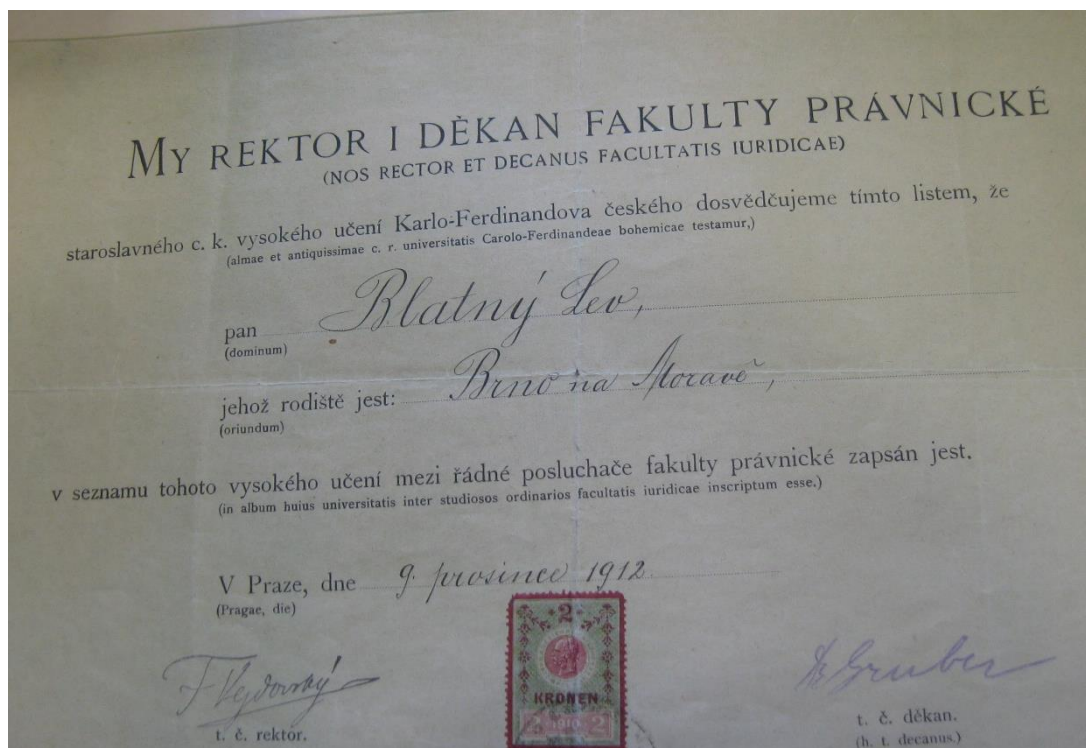 MY REKTOR I DĚKAN FAKULTY PRÁVNICKÉ
(NOS RECTOR ET DECANUS FACULTATIS IURIDICAE)
staroslavného c. k. vysokého učení Karlo-Ferdinandova českého dosvědčujeme tímto listem, že
(almae et antiquissimae c. r. universitatis Carolo-Ferdinandeae bohemicae testamur,)
pan Blatný Lev,
(dominum)
jehož rodiště jest: Brno na Moravě,
(oriundum)
v seznamu tohoto vysokého učení mezi řádné posluchače fakulty právnické zapsán jest.
(in album huius universitatis inter studiosos ordinarios facultatis iuridicae inscriptum esse.)
V Praze, dne 9. prosince 1912.
(Pragae, die)
2
KRONEN
2 1910 2
Gruber
t. č. rektor.
t. č. děkan.
(h. t. decanus.)